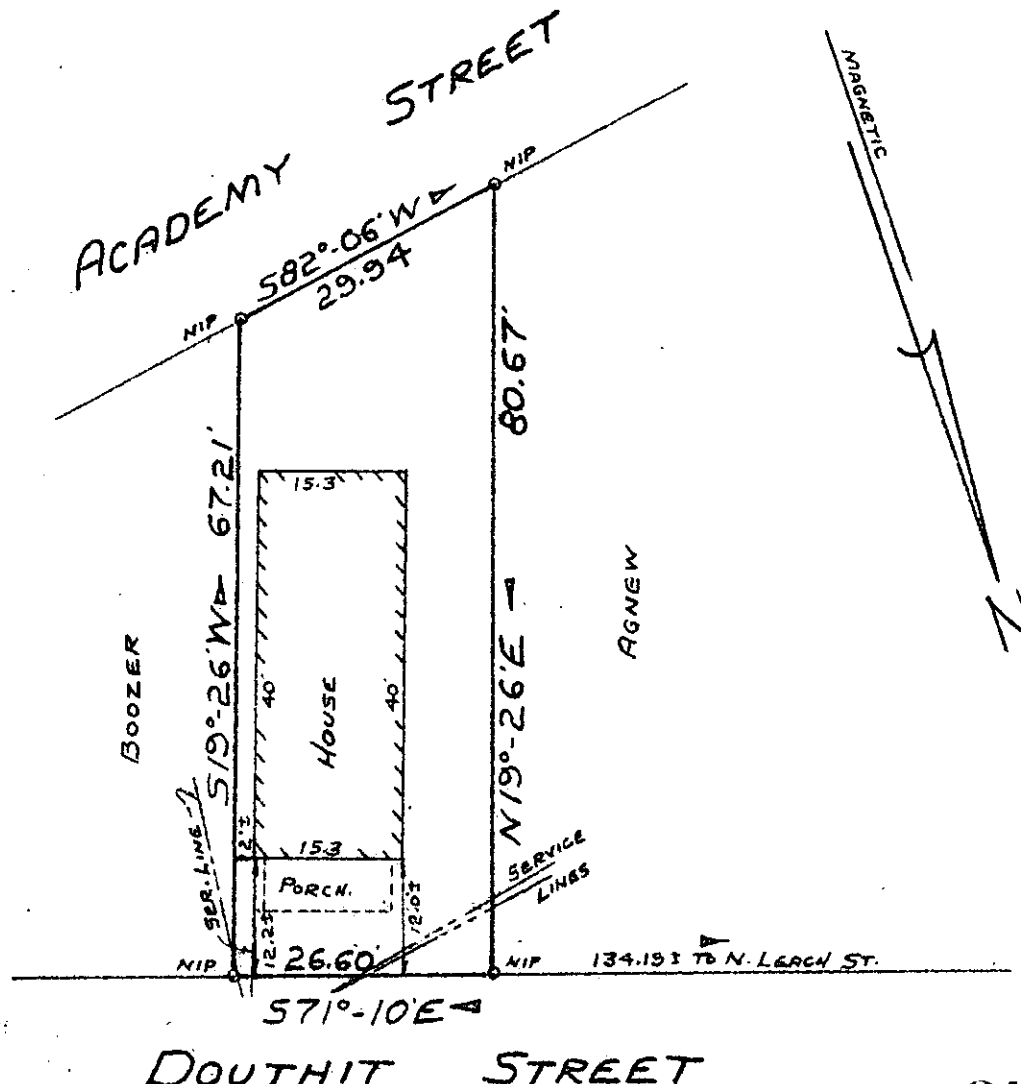 ACADEMY STREET
MAGNETIC
NIP
S82°-06'W
29.94
NIP
80.67'
S19°-26'W 67.21'
15.3
BOOZER
40'
HOUSE
40'
N19°-26'E
AGNEW
SER. LINE
2'±
15.3
PORCH.
SERVICE
LINES
12.2±
12.0±
NIP
26.60'
NIP
134.19± TO N. LEACH ST.
S71°-10'E
DOUTHIT STREET